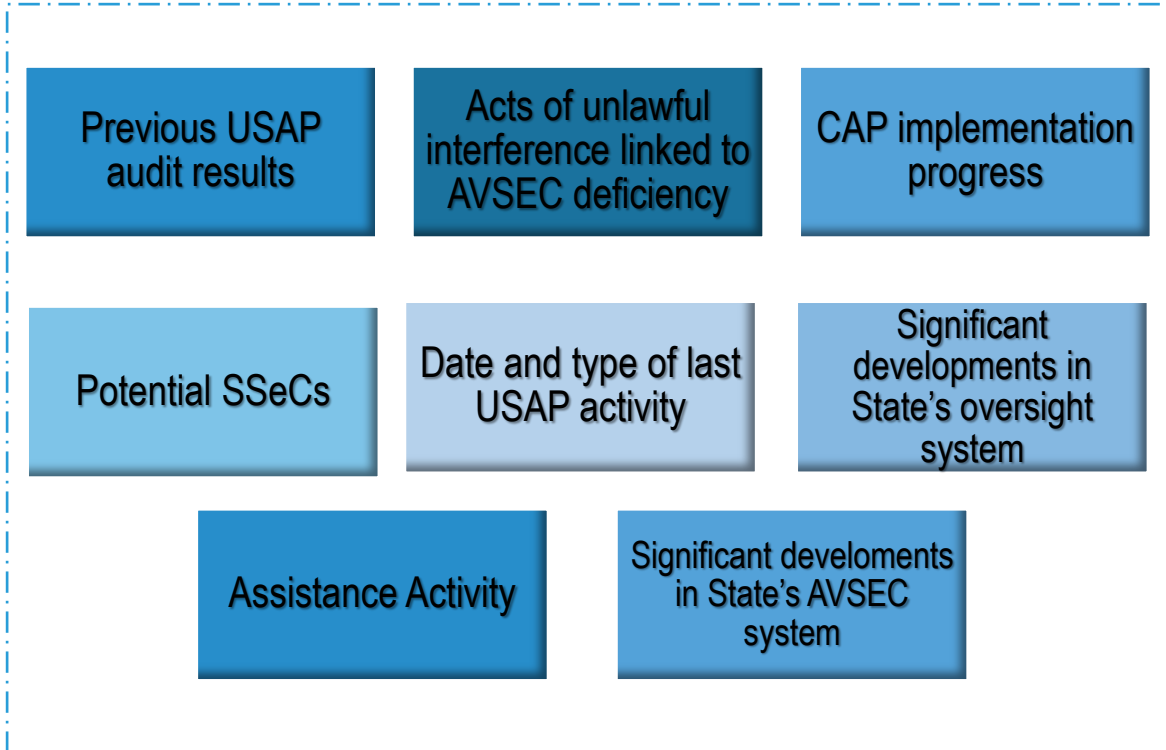 Previous USAP
audit results
Acts of unlawful
interference linked to
AVSEC deficiency
CAP implementation
progress
Potential SSeCs
Date and type of last
USAP activity
Significant
developments in
State’s oversight
system
Assistance Activity
Significant develoments
in State’s AVSEC
system